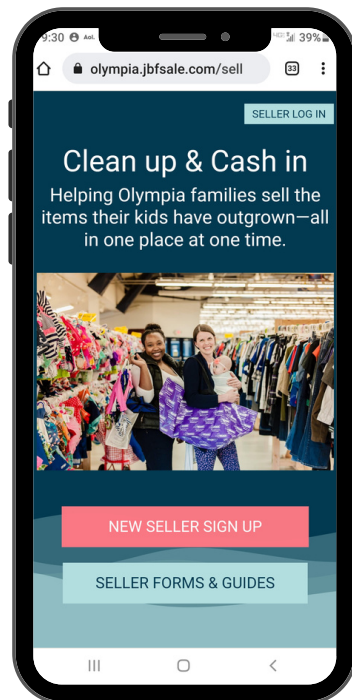 9:30 Aol. 4G 39%
olympia.jbfsale.com/sell 33
SELLER LOG IN
Clean up & Cash in
Helping Olympia families sell the
items their kids have outgrown—all
in one place at one time.
NEW SELLER SIGN UP
SELLER FORMS & GUIDES